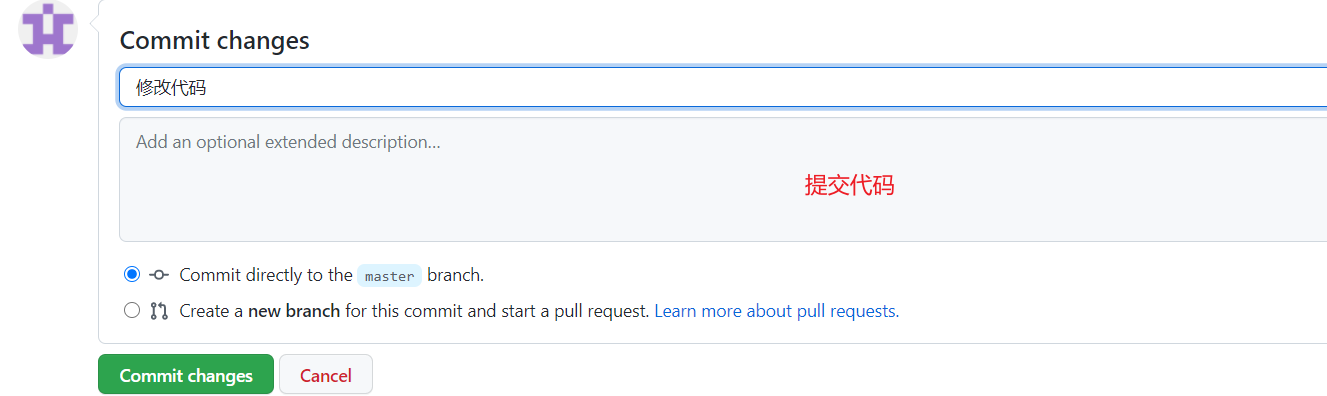 Commit changes
修改代码
Add an optional extended description...
提交代码
Commit directly to the master branch.
Create a new branch for this commit and start a pull request. Learn more about pull requests.
Commit changes Cancel